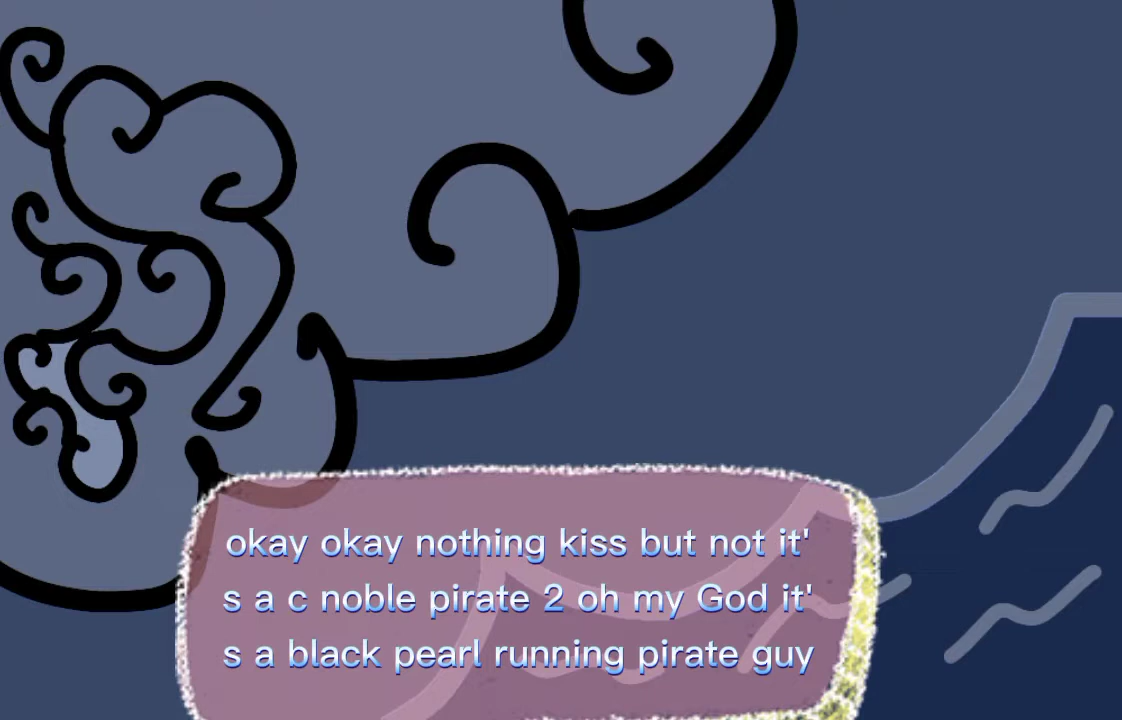 okay okay nothing kiss but not it'
s a c noble pirate 2 oh my God it'
s a black pearl running pirate guy